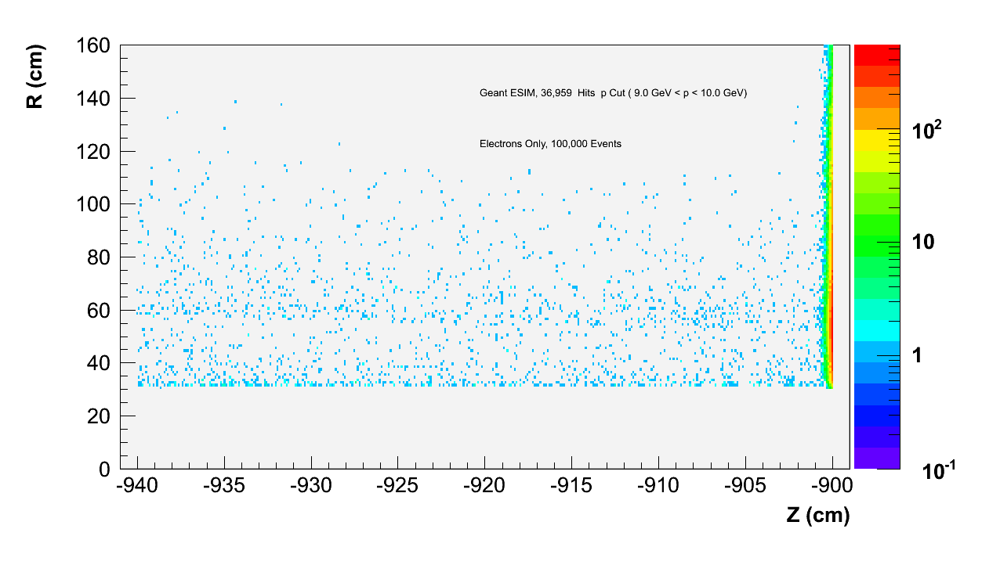 R (cm)
160
140
120
100
80
60
40
20
0
Geant ESIM, 36,959  Hits  p Cut ( 9.0 GeV < p < 10.0 GeV)
Electrons Only, 100,000 Events
-940 -935 -930 -925 -920 -915 -910 -905 -900
Z (cm)
10²
10
1
10⁻¹